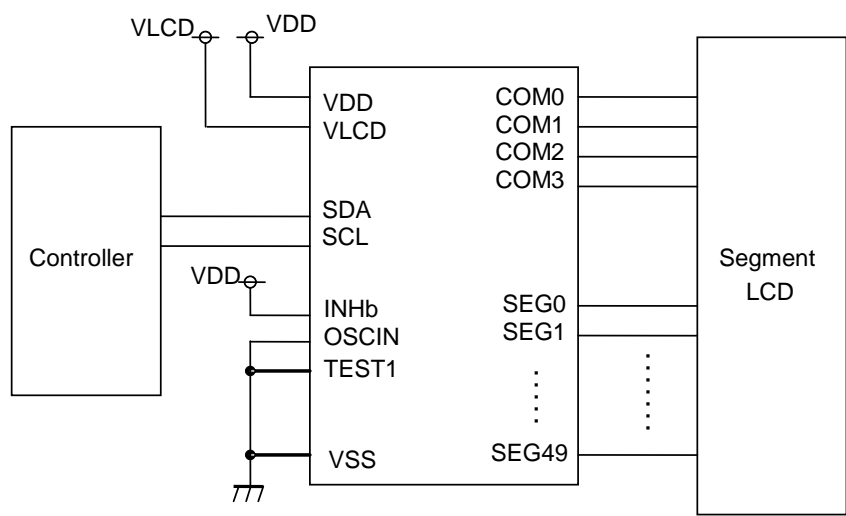 VLCD
VDD
VDD
VLCD
SDA
SCL
INHb
OSCIN
TEST1
VSS
COM0
COM1
COM2
COM3
SEG0
SEG1
SEG49
Controller
VDD
Segment
LCD